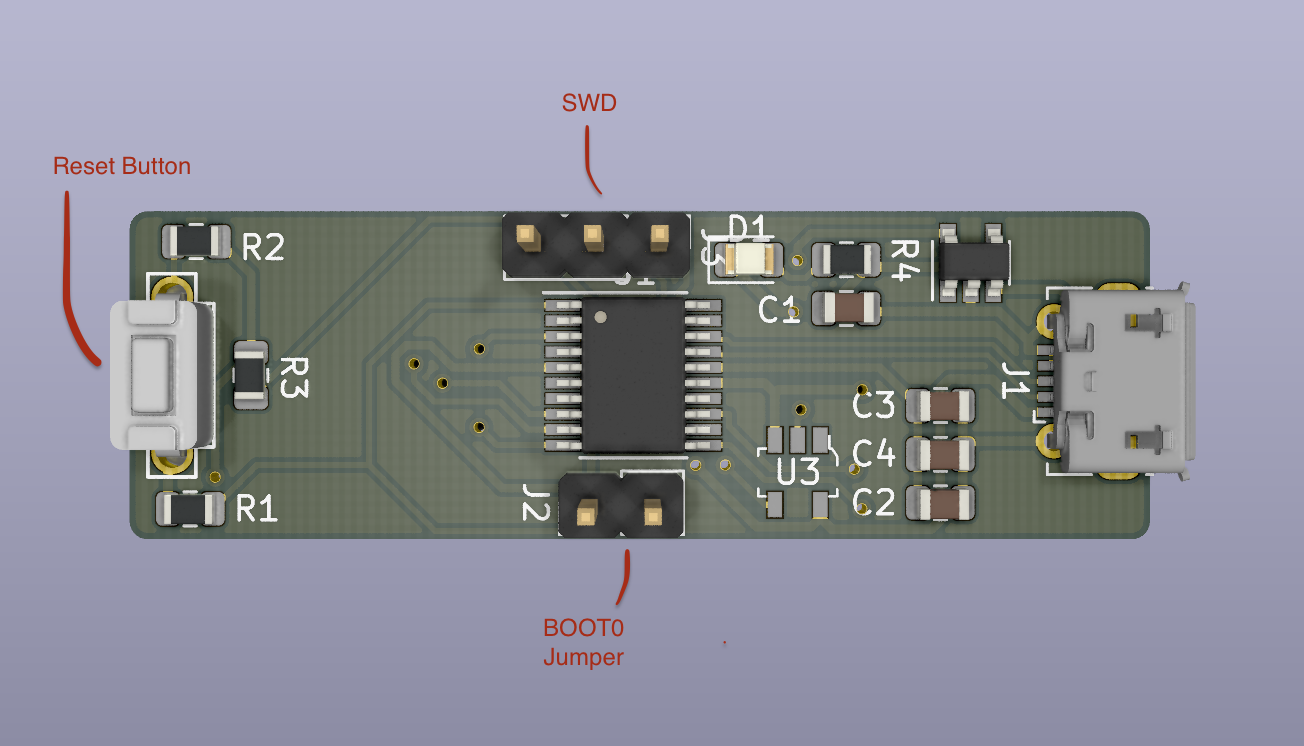 SWD
Reset Button
D1
R2
J3
R4
C1
R3
J1
C3
C4
U3
J2
R1
C2
BOOT0
Jumper